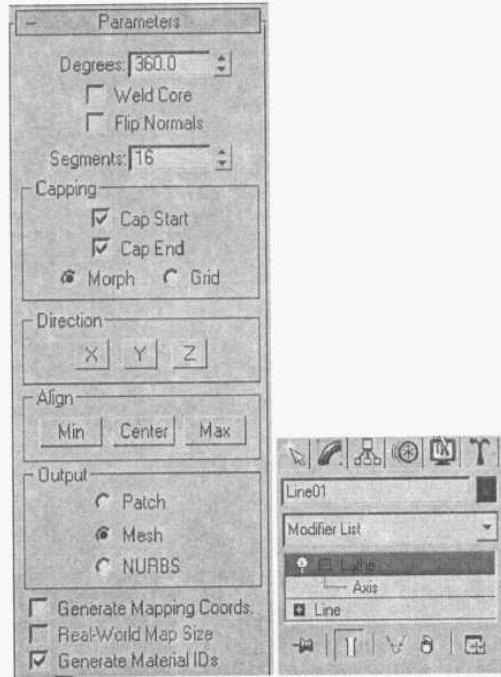 Parameters
Degrees: 360.0
Weld Core
Flip Normals
Segments: 16
Capping
Cap Start
Cap End
Morph Grid
Direction
X Y Z
Align
Min Center Max
Output
Patch
Mesh
NURBS
Generate Mapping Coords.
Real-World Map Size
Generate Material IDs
Line01
Modifier List
Lathe
Axis
Line